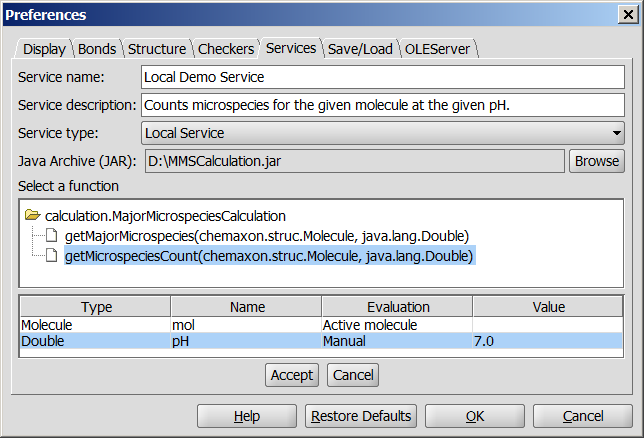 Preferences
Display Bonds Structure Checkers Services Save/Load OLEServer
Service name: Local Demo Service
Service description: Counts microspecies for the given molecule at the given pH.
Service type: Local Service
Java Archive (JAR): D:\MMSCalculation.jar Browse
Select a function
calculation.MajorMicrospeciesCalculation
getMajorMicrospecies(chemaxon.struc.Molecule, java.lang.Double)
getMicrospeciesCount(chemaxon.struc.Molecule, java.lang.Double)
Type Name Evaluation Value
Molecule mol Active molecule
Double pH Manual 7.0
Accept Cancel
Help Restore Defaults OK Cancel